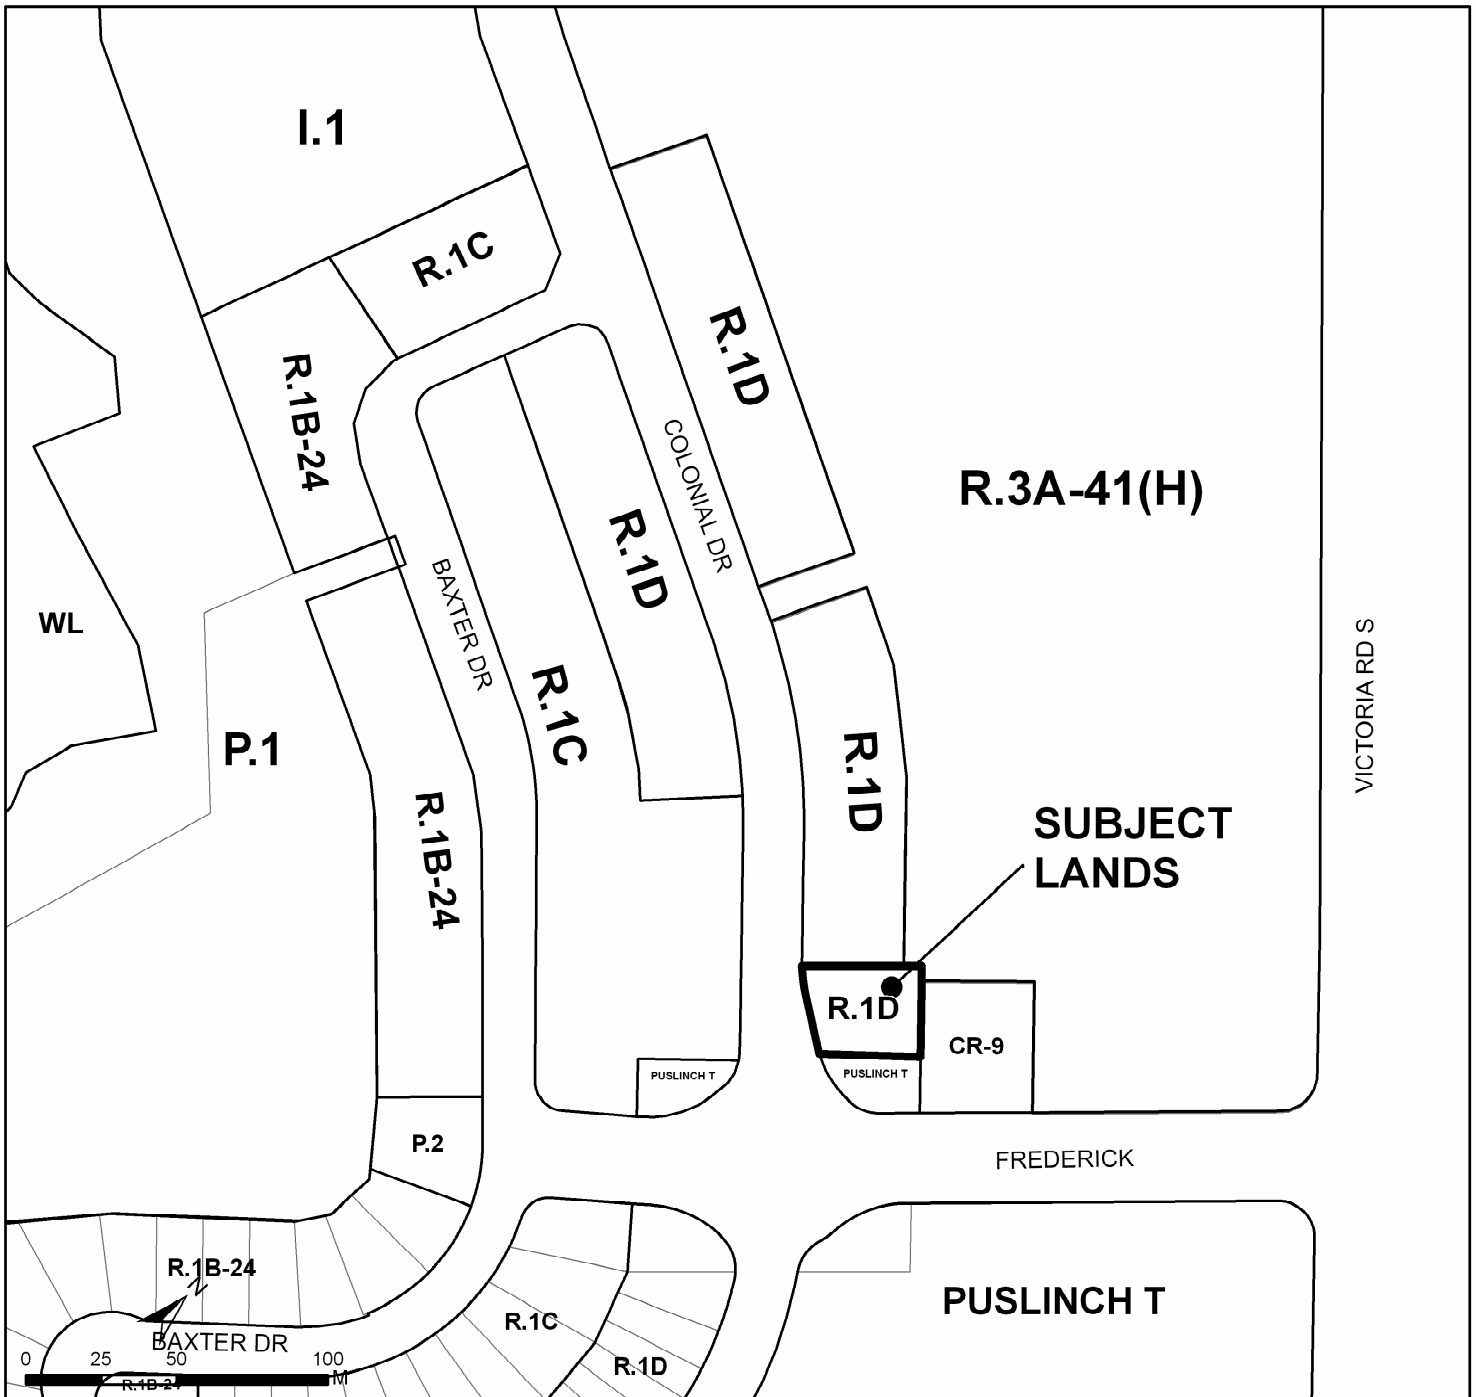 I.1
R.1C
R.1D
R.1B-24
COLONIAL DR
R.3A-41(H)
R.1D
BAXTER DR
WL
R.1C
VICTORIA RD S
P.1
R.1D
R.1B-24
SUBJECT
LANDS
R.1D
CR-9
PUSLINCH T
PUSLINCH T
P.2
FREDERICK
R.1B-24
N
PUSLINCH T
R.1C
BAXTER DR
R.1D
0 25 50 100
M
R.1B-24